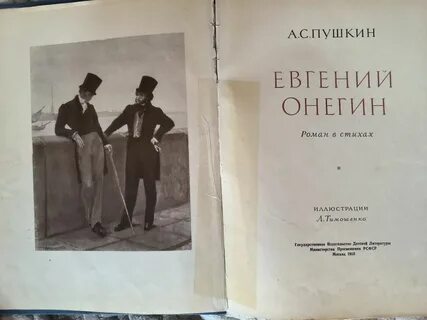 А.С.ПУШКИН
ЕВГЕНИЙ
ОНЕГИН
Роман в стихах
ИЛЛЮСТРАЦИИ
Л. Тимошенко
Государственное Издательство Детской Литературы
Министерства Просвещения РСФСР
Москва